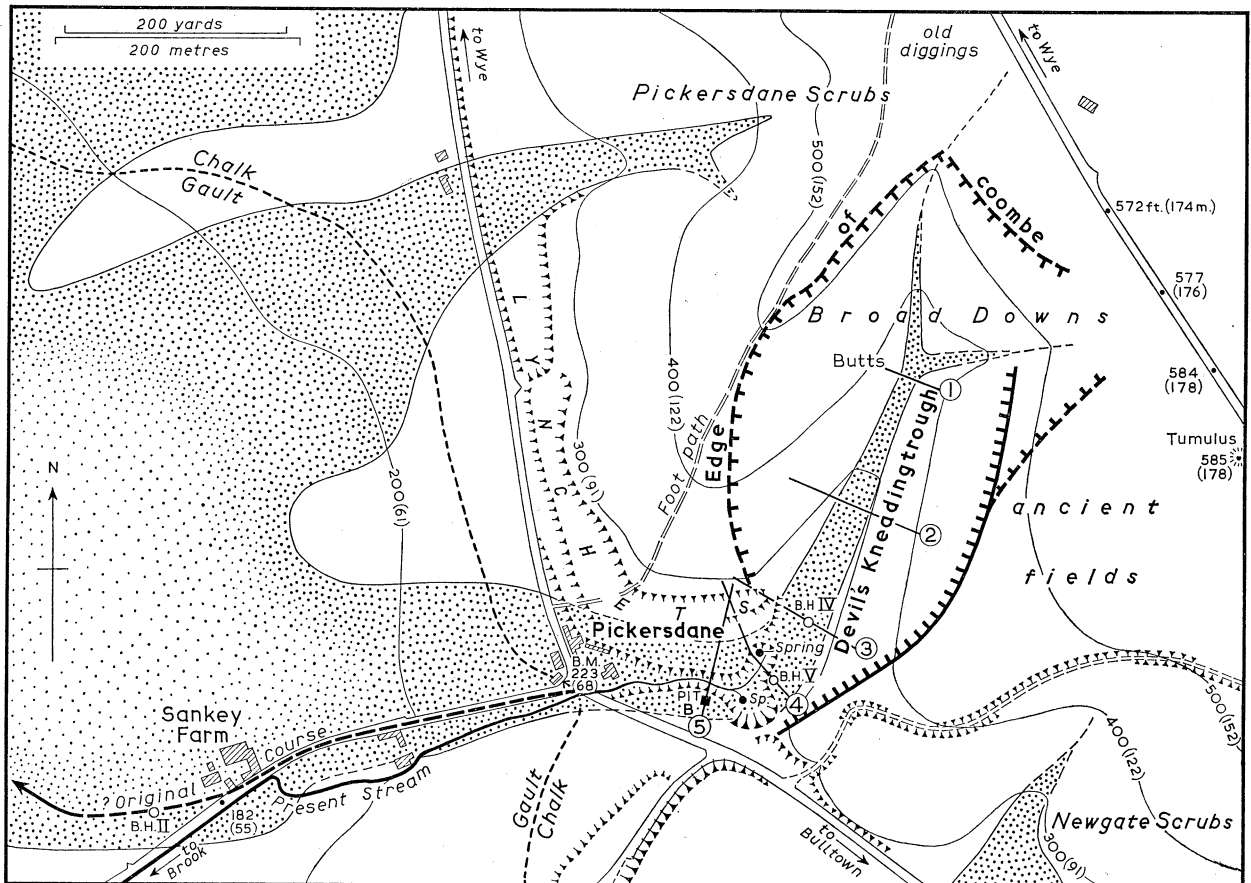 200 yards
200 metres
to Wye
old
diggings
to Wye
Pickersdane Scrubs
500(152)
Chalk
Gault
Edge of coombe
572ft.(174m.)
577
(176)
Broad Downs
Butts
1
584
(178)
Tumulus
585
(178)
LYNCHETS
400(122)
300(91)
200(61)
Foot path
N
Devil's Kneadingtrough
2
ancient
fields
B.H IV
3
Pickersdane
Spring
B.M.
223
(68)
B.H.V
Sp.
4
PIT
B
5
500(152)
400(122)
Sankey
Farm
? Original Course
Present Stream
B.H.II
182
(55)
to
Brook
Gault
Chalk
to
Bulltown
Newgate Scrubs
300(91)